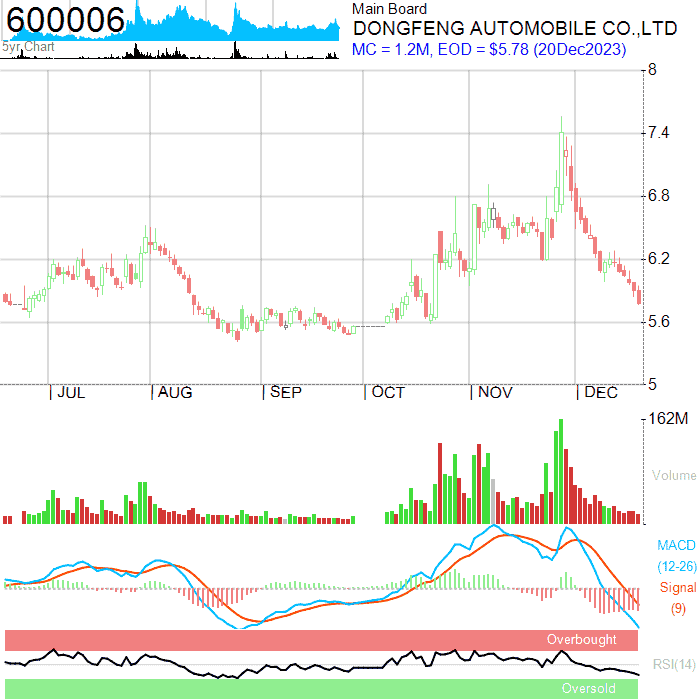 600006
5yr Chart
Main Board
DONGFENG AUTOMOBILE CO.,LTD
MC = 1.2M, EOD = $5.78 (20Dec2023)
8
7.4
6.8
6.2
5.6
5
JUL AUG SEP OCT NOV DEC
162M
Volume
MACD
(12-26)
Signal
(9)
Overbought
RSI(14)
Oversold